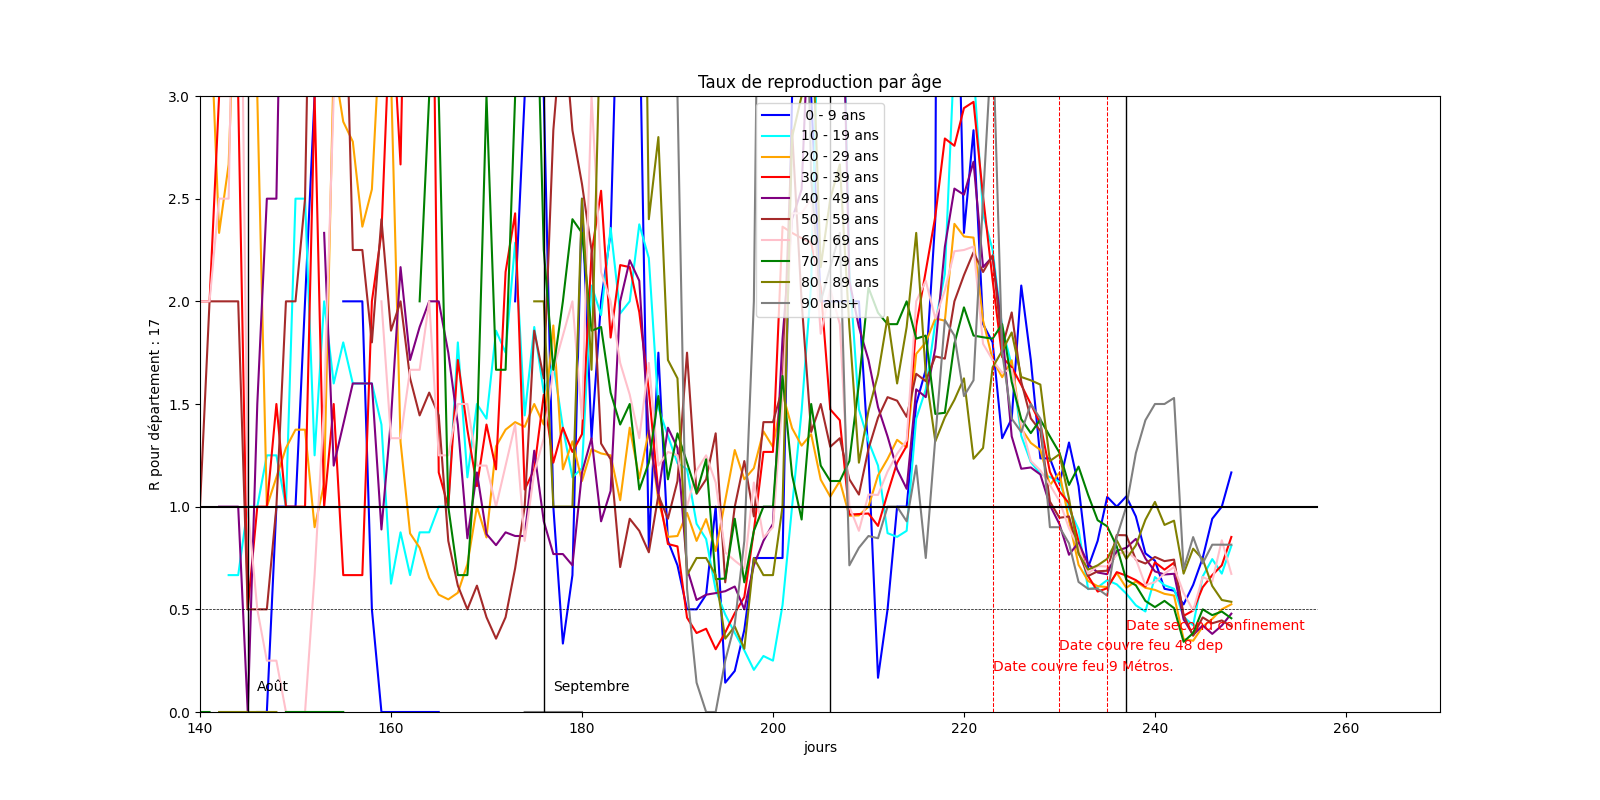 Taux de reproduction par âge
3.0
2.5
2.0
1.5
1.0
0.5
0.0
R pour département : 17
0 - 9 ans
10 - 19 ans
20 - 29 ans
30 - 39 ans
40 - 49 ans
50 - 59 ans
60 - 69 ans
70 - 79 ans
80 - 89 ans
90 ans+
Date second confinement
Date couvre feu 48 dep
Date couvre feu 9 Métros.
Août
Septembre
140
160
180
200
220
240
260
jours